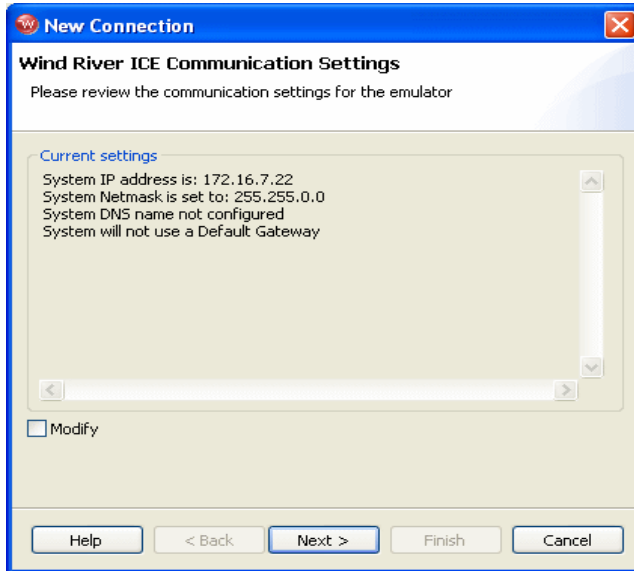 New Connection
Wind River ICE Communication Settings
Please review the communication settings for the emulator
Current settings
System IP address is: 172.16.7.22
System Netmask is set to: 255.255.0.0
System DNS name not configured
System will not use a Default Gateway
Modify
Help < Back Next > Finish Cancel